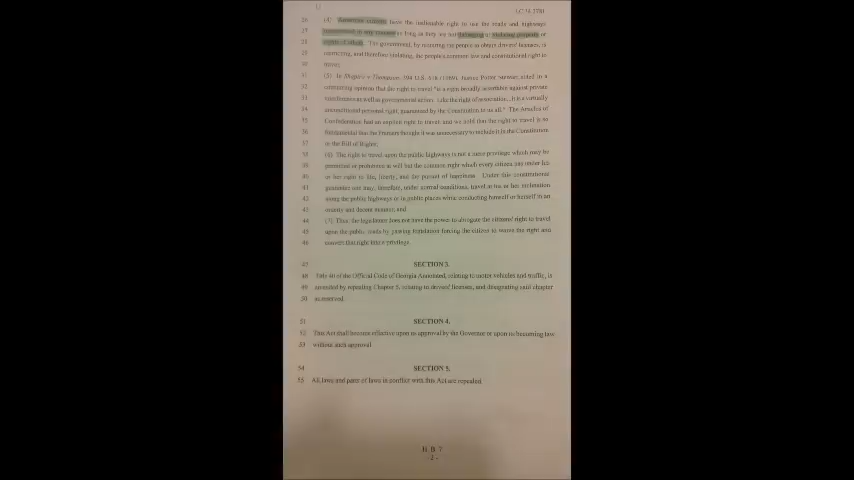 LC 34 2781
26 (4) American citizens have the inalienable right to use the roads and highways
27 unrestricted in any manner as long as they are not damaging or violating property or
28 rights of others. The government, by requiring the people to obtain drivers' licenses, is
29 restricting, and therefore violating, the people's common law and constitutional right to
30 travel;
31 (5) In Shapiro v Thompson, 394 U.S. 618 (1969), Justice Potter Stewart noted in a
32 concurring opinion that the right to travel "is a right broadly assertable against private
33 interference as well as governmental action. Like the right of association...it is a virtually
34 unconditional personal right, guaranteed by the Constitution to us all." The Articles of
35 Confederation had an explicit right to travel; and we hold that the right to travel is so
36 fundamental that the Framers thought it was unnecessary to include it in the Constitution
37 or the Bill of Rights;
38 (6) The right to travel upon the public highways is not a mere privilege which may be
39 permitted or prohibited at will but the common right which every citizen has under his
40 or her right to life, liberty, and the pursuit of happiness. Under this constitutional
41 guarantee one may, therefore, under normal conditions, travel at his or her inclination
42 along the public highways or in public places while conducting himself or herself in an
43 orderly and decent manner; and
44 (7) Thus, the legislature does not have the power to abrogate the citizens' right to travel
45 upon the public roads by passing legislation forcing the citizen to waive the right and
46 convert that right into a privilege.
47 SECTION 3.
48 Title 40 of the Official Code of Georgia Annotated, relating to motor vehicles and traffic, is
49 amended by repealing Chapter 5, relating to drivers' licenses, and designating said chapter
50 as reserved.
51 SECTION 4.
52 This Act shall become effective upon its approval by the Governor or upon its becoming law
53 without such approval.
54 SECTION 5.
55 All laws and parts of laws in conflict with this Act are repealed.
H. B. 7
- 2 -